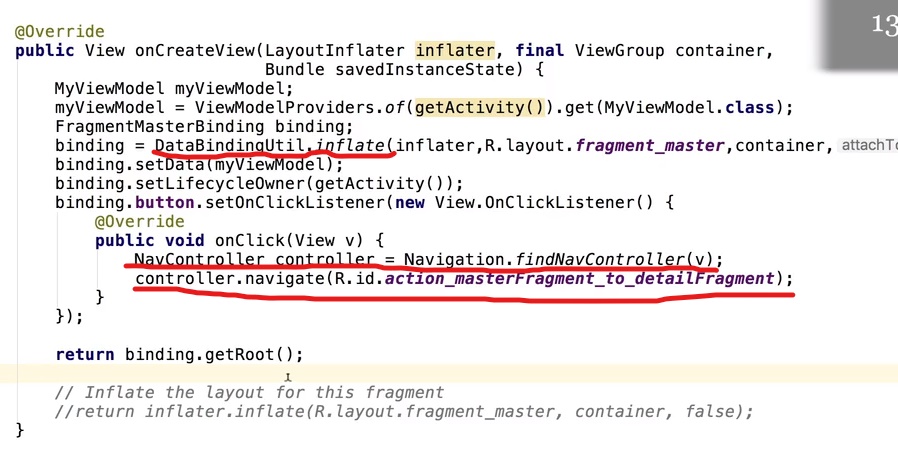 13
@Override
public View onCreateView(LayoutInflater inflater, final ViewGroup container,
Bundle savedInstanceState) {
MyViewModel myViewModel;
myViewModel = ViewModelProviders.of(getActivity()).get(MyViewModel.class);
FragmentMasterBinding binding;
binding = DataBindingUtil.inflate(inflater,R.layout.fragment_master,container,
binding.setData(myViewModel);
binding.setLifecycleOwner(getActivity());
binding.button.setOnClickListener(new View.OnClickListener() {
@Override
public void onClick(View v) {
NavController controller = Navigation.findNavController(v);
controller.navigate(R.id.action_masterFragment_to_detailFragment);
}
});
return binding.getRoot();
// Inflate the layout for this fragment
//return inflater.inflate(R.layout.fragment_master, container, false);
}